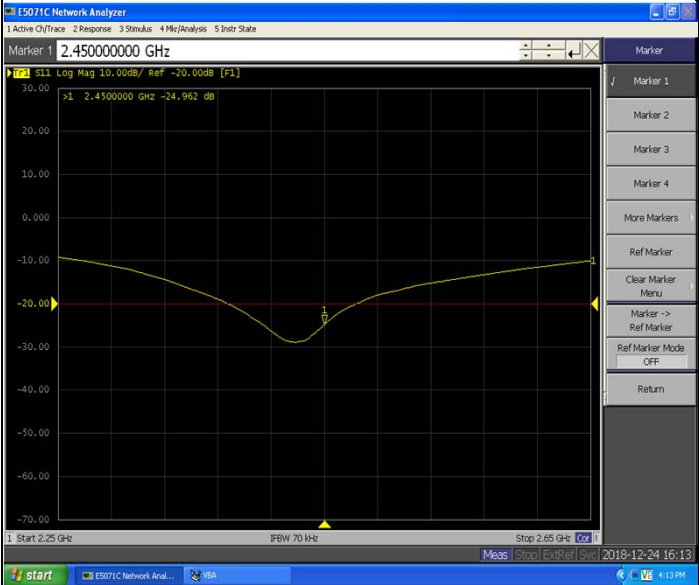 E5071C Network Analyzer
1 Active Ch/Trace 2 Response 3 Stimulus 4 Mkr/Analysis 5 Instr State
Marker 1 2.450000000 GHz
Tr1 S11 Log Mag 10.00dB/ Ref -20.00dB [F1]
>1 2.4500000 GHz -24.962 dB
30.00
20.00
10.00
0.000
-10.00
-20.00
-30.00
-40.00
-50.00
-60.00
-70.00
1
1
1 Start 2.25 GHz IFBW 70 kHz Stop 2.65 GHz Cor !
Marker
√ Marker 1
Marker 2
Marker 3
Marker 4
More Markers
Ref Marker
Clear Marker
Menu
Marker ->
Ref Marker
Ref Marker Mode
OFF
Return
Meas Stop ExtRef Svc 2018-12-24 16:13
start E5071C Network Anal... VBA 4:13 PM